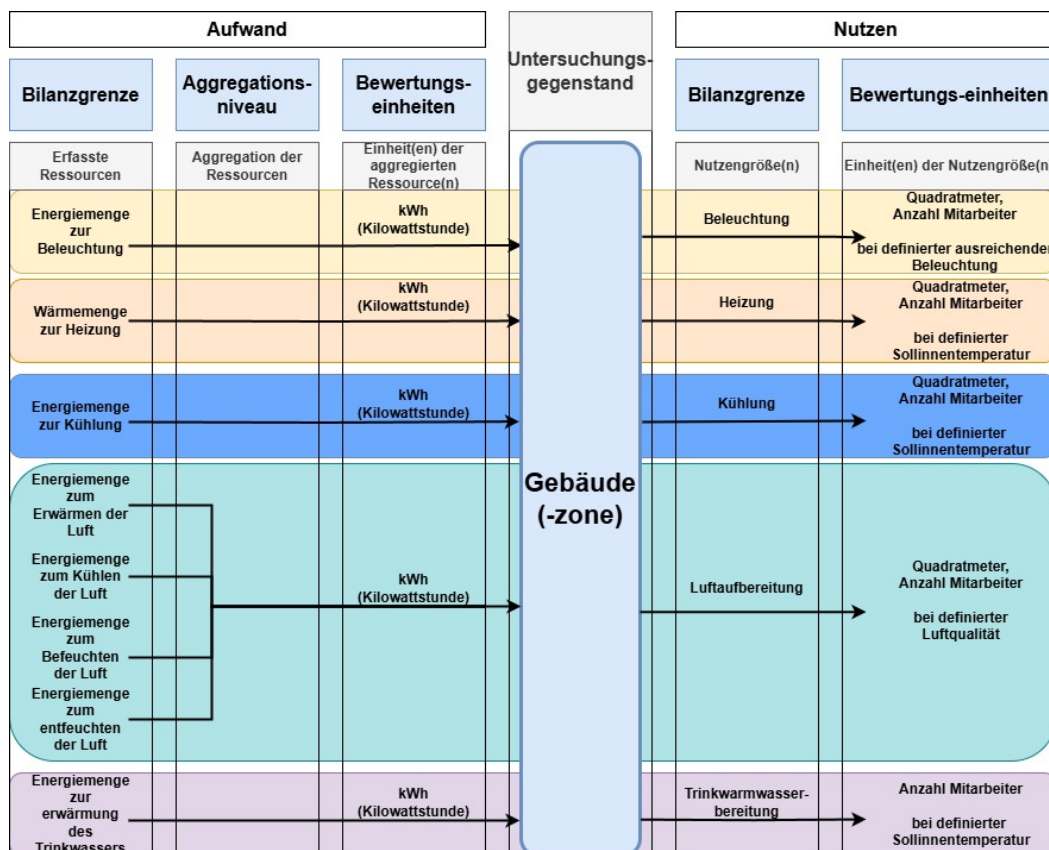 Aufwand
Untersuchungs-
gegenstand
Nutzen
Bilanzgrenze
Aggregations-
niveau
Bewertungs-
einheiten
Bilanzgrenze
Bewertungs-einheiten
Erfasste
Ressourcen
Aggregation der
Ressourcen
Einheit(en) der
aggregierten
Ressource(n)
Nutzengröße(n)
Einheit(en) der Nutzengröße(n
Energiemenge
zur
Beleuchtung
kWh
(Kilowattstunde)
Beleuchtung
Quadratmeter,
Anzahl Mitarbeiter
bei definierter ausreichender
Beleuchtung
Wärmemenge
zur Heizung
kWh
(Kilowattstunde)
Heizung
Quadratmeter,
Anzahl Mitarbeiter
bei definierter
Sollinnentemperatur
Energiemenge
zur Kühlung
kWh
(Kilowattstunde)
Kühlung
Quadratmeter,
Anzahl Mitarbeiter
bei definierter
Sollinnentemperatur
Gebäude
(-zone)
Energiemenge
zum
Erwärmen der
Luft
Energiemenge
zum Kühlen
der Luft
Energiemenge
zum
Befeuchten
der Luft
Energiemenge
zum
entfeuchten
der Luft
kWh
(Kilowattstunde)
Luftaufbereitung
Quadratmeter,
Anzahl Mitarbeiter
bei definierter
Luftqualität
Energiemenge
zur
erwärmung
des
Trinkwassers
kWh
(Kilowattstunde)
Trinkwarmwasser-
bereitung
Anzahl Mitarbeiter
bei definierter
Sollinnentemperatur